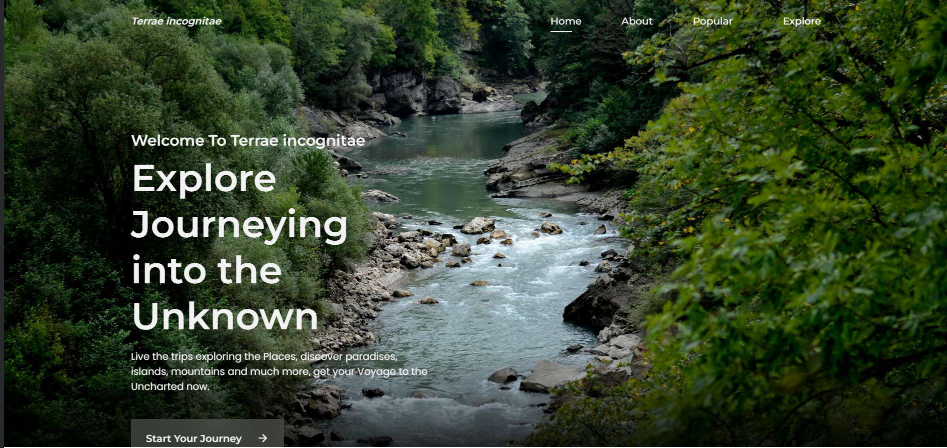 Terrae incognitae
Home About Popular Explore
Welcome To Terrae incognitae
Explore
Journeying
into the
Unknown
Live the trips exploring the Places, discover paradises,
islands, mountains and much more, get your Voyage to the
Uncharted now.
Start Your Journey →